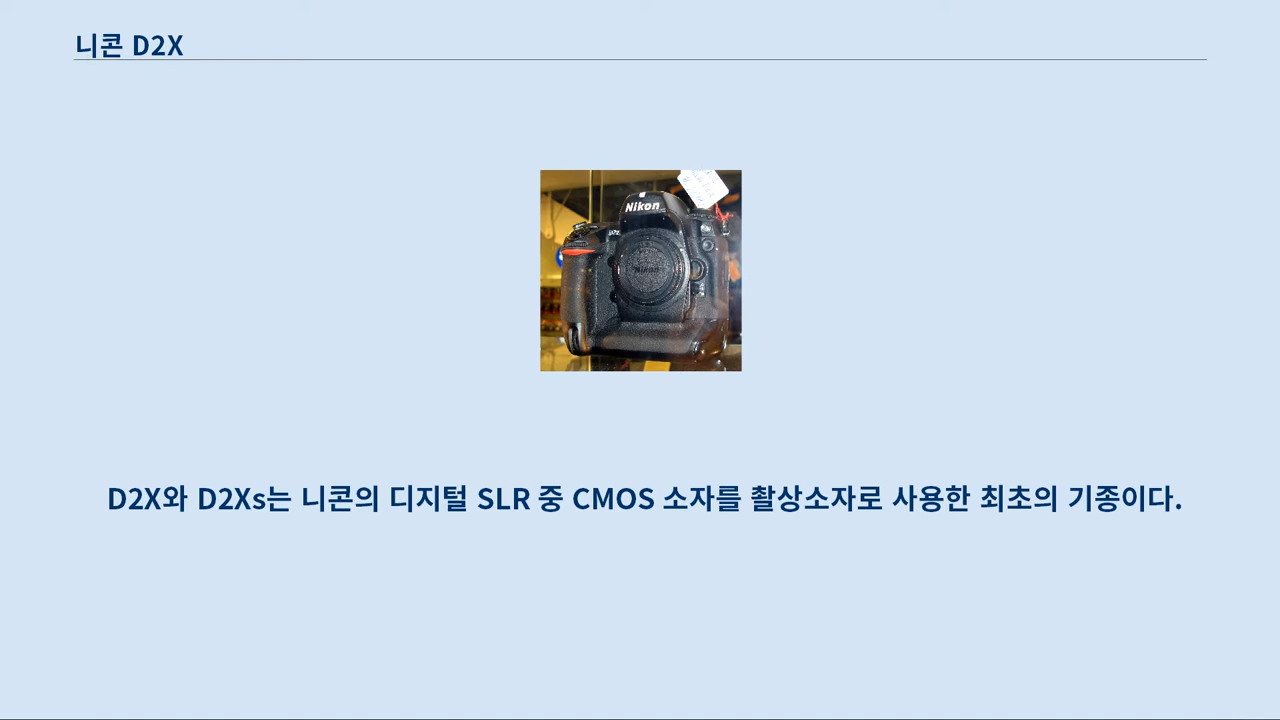 니콘 D2X
Nikon
Nikon
D2X와 D2Xs는 니콘의 디지털 SLR 중 CMOS 소자를 촬상소자로 사용한 최초의 기종이다.